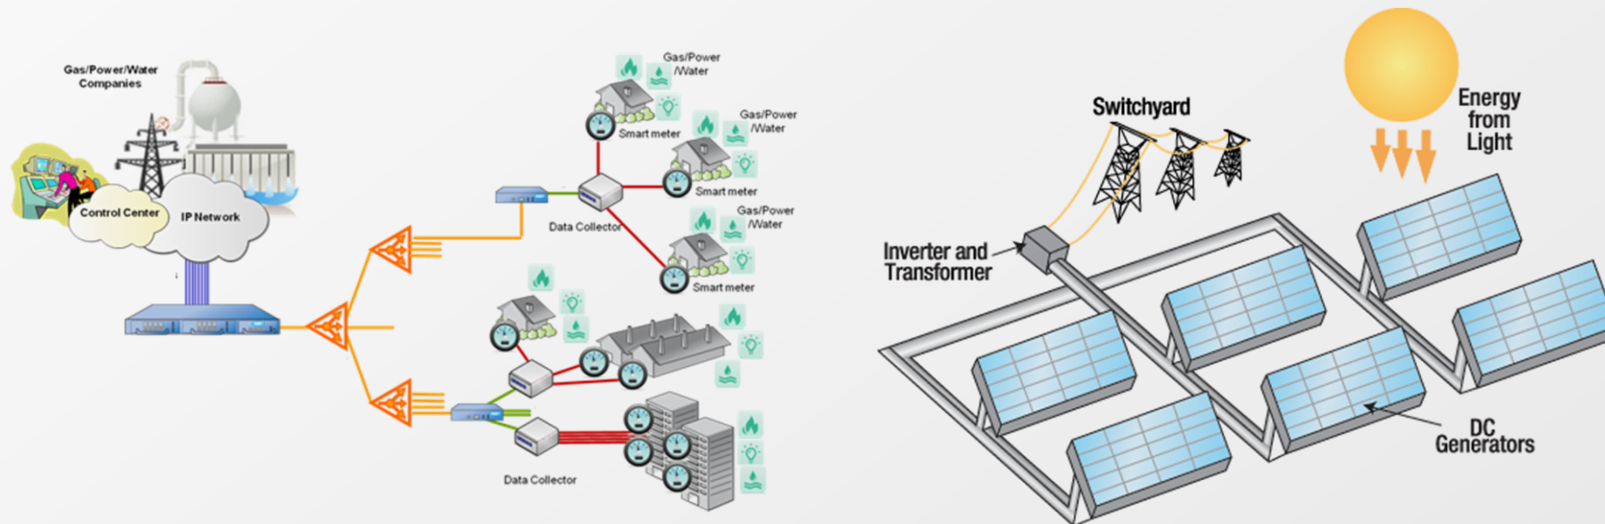 Gas/Power/Water
Companies
Control Center
IP Network
Gas/Power
/Water
Smart meter
Gas/Power
/Water
Smart meter
Gas/Power
/Water
Data Collector
Smart meter
Data Collector
Switchyard
Energy
from
Light
Inverter and
Transformer
DC
Generators